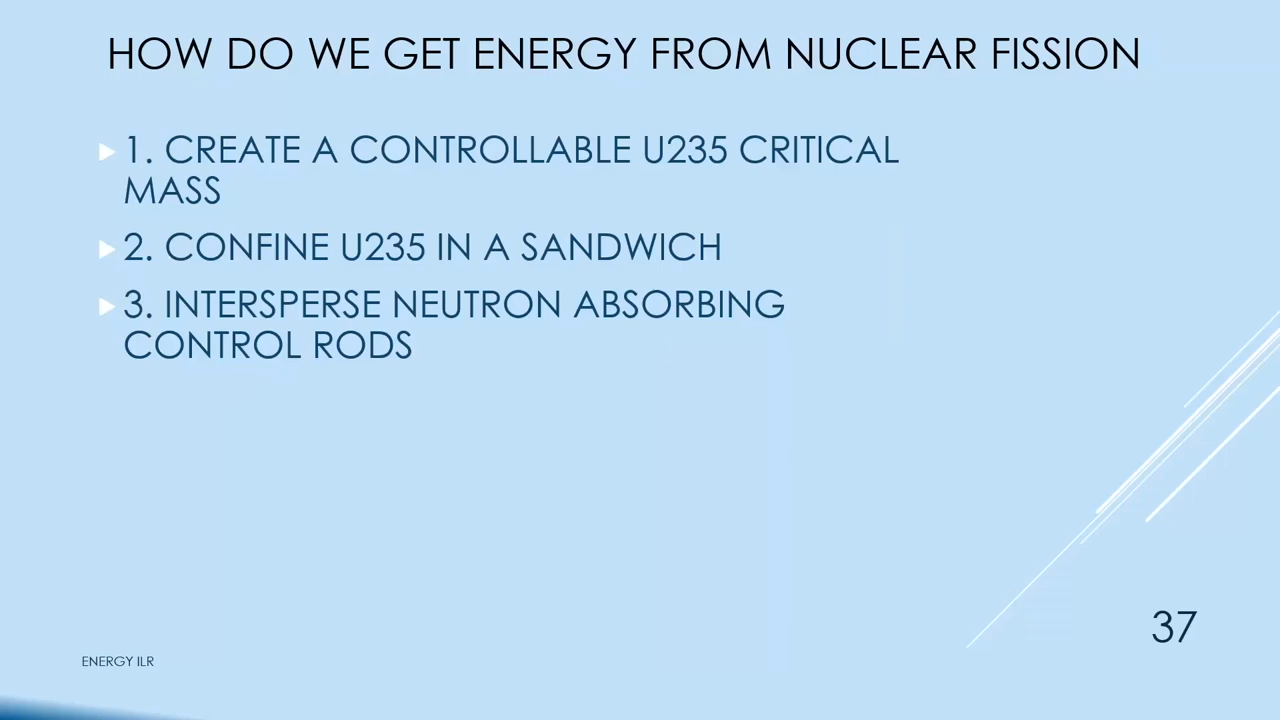 HOW DO WE GET ENERGY FROM NUCLEAR FISSION
1. CREATE A CONTROLLABLE U235 CRITICAL
MASS
2. CONFINE U235 IN A SANDWICH
3. INTERSPERSE NEUTRON ABSORBING
CONTROL RODS
37
ENERGY ILR